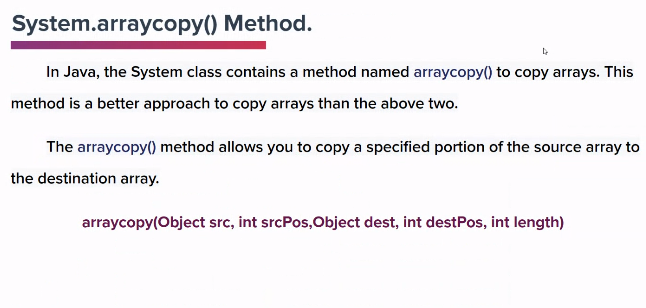 System.arraycopy() Method.
In Java, the System class contains a method named arraycopy() to copy arrays. This
method is a better approach to copy arrays than the above two.
The arraycopy() method allows you to copy a specified portion of the source array to
the destination array.
arraycopy(Object src, int srcPos,Object dest, int destPos, int length)